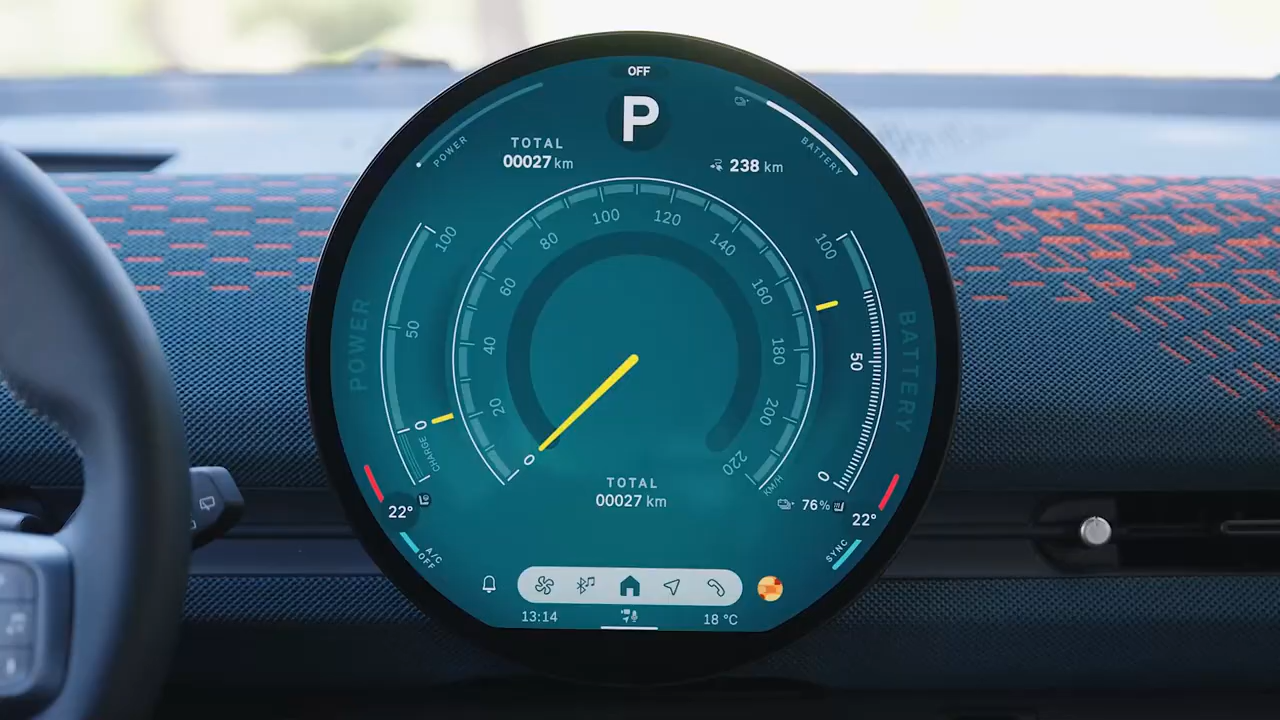 OFF
P
POWER
BATTERY
TOTAL
00027 km
238 km
POWER
100
50
0
CHARGE
0
20
40
60
80
100
120
140
160
180
200
220
KM/H
100
50
0
BATTERY
TOTAL
00027 km
76%
22°
A/C
OFF
22°
SYNC
13:14
18 °C